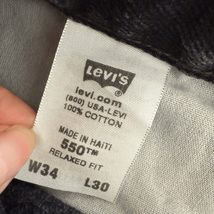 Levi's
levi.com
(800) USA-LEVI
100% COTTON
MADE IN HAITI
550™
RELAXED FIT
W34 L30